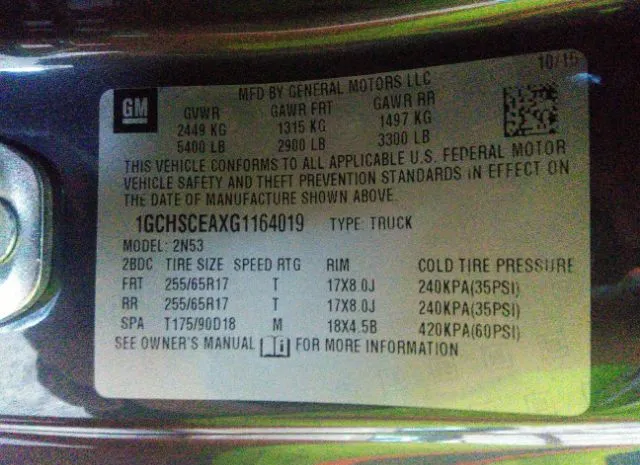 10/15
MFD BY GENERAL MOTORS LLC
GM
GVWR GAWR FRT GAWR RR
2449 KG 1315 KG 1497 KG
5400 LB 2900 LB 3300 LB
THIS VEHICLE CONFORMS TO ALL APPLICABLE U.S. FEDERAL MOTOR
VEHICLE SAFETY AND THEFT PREVENTION STANDARDS IN EFFECT ON
THE DATE OF MANUFACTURE SHOWN ABOVE.
1GCHSCEAXG1164019 TYPE: TRUCK
MODEL: 2N53
2BDC TIRE SIZE SPEED RTG RIM COLD TIRE PRESSURE
FRT 255/65R17 T 17X8.0J 240KPA(35PSI)
RR 255/65R17 T 17X8.0J 240KPA(35PSI)
SPA T175/90D18 M 18X4.5B 420KPA(60PSI)
SEE OWNER'S MANUAL FOR MORE INFORMATION